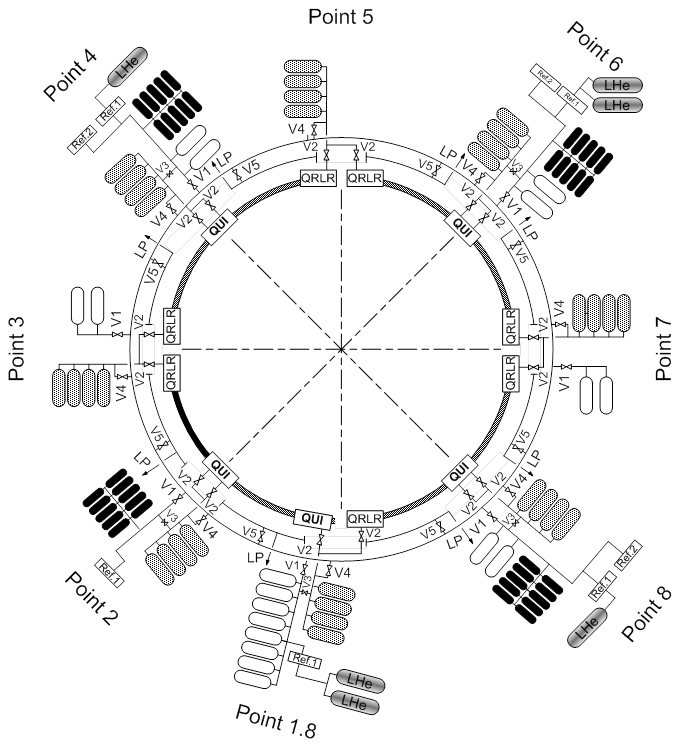 Point 5
Point 4
LHe
Ref.1
Ref.2
V3
V1
LP
V5
V4
V2
V2
LP
V5
QUI
V4
V2
V2
QRLR
QRLR
Point 6
Ref.2
Ref.1
LHe
LHe
LP
V4
V3
V5
V1
LP
V2
V2
V5
QUI
Point 3
V1
V2
QRLR
V4
V2
QRLR
Point 7
V4
V2
QRLR
V1
V2
QRLR
Point 2
V5
LP
V1
V3
V4
V2
V2
QUI
Ref.1
Point 8
V5
LP
V4
V3
V1
V2
V2
QUI
V5
LP
Ref.2
Ref.1
LHe
QUI
QRLR
V5
V2
V2
LP
V1
V3
V4
Ref.1
LHe
LHe
Point 1.8